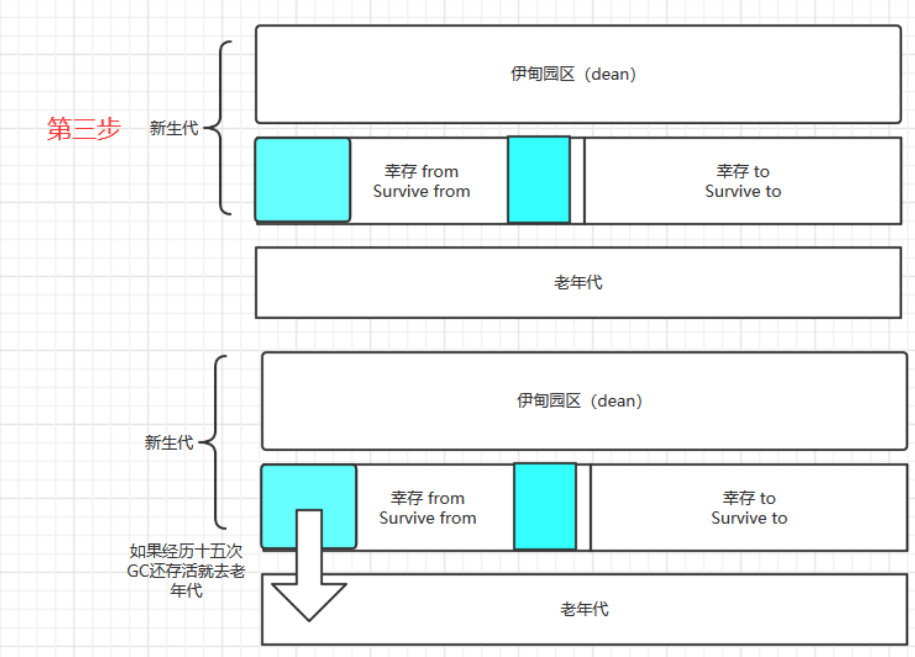 伊甸园区（dean）
第三步
新生代
幸存 from
Survive from
幸存 to
Survive to
老年代
伊甸园区（dean）
新生代
幸存 from
Survive from
幸存 to
Survive to
如果经历十五次
GC还存活就去老
年代
老年代